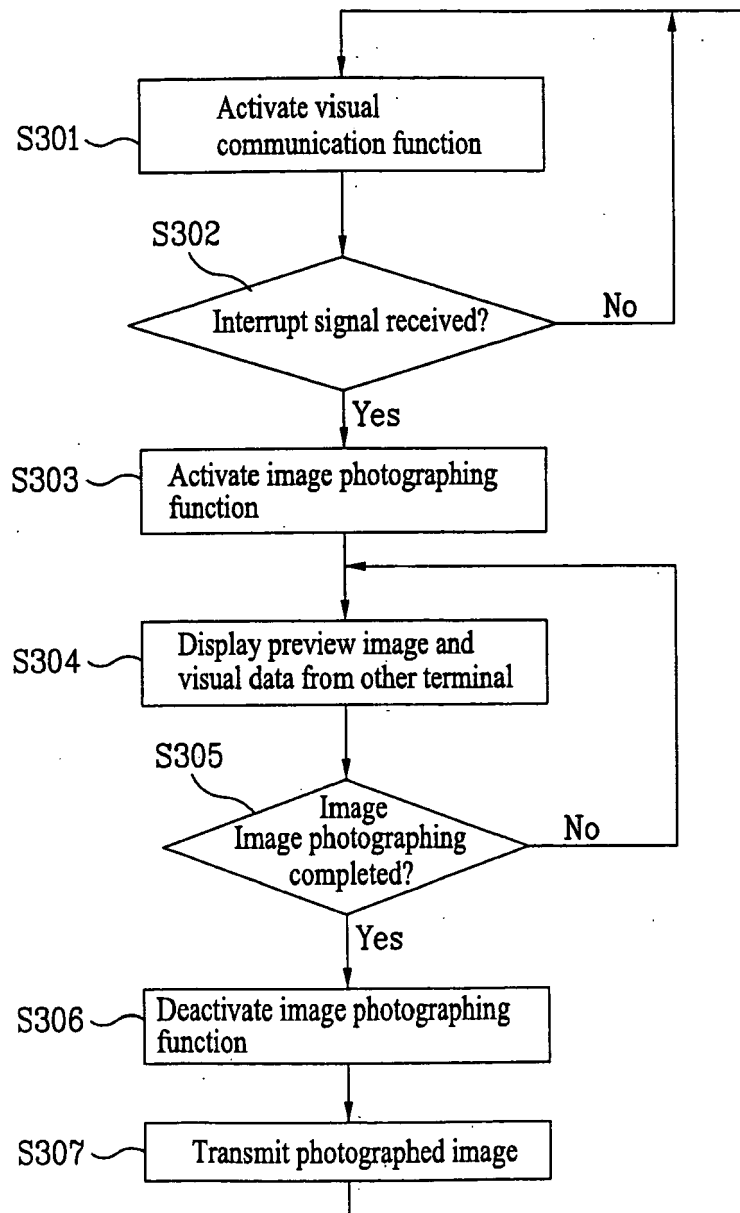 Activate visual
communication function
S301
S302
Interrupt signal received?
No
Yes
S303
Activate image photographing
function
S304
Display preview image and
visual data from other terminal
S305
Image
Image photographing
completed?
No
Yes
S306
Deactivate image photographing
function
S307
Transmit photographed image